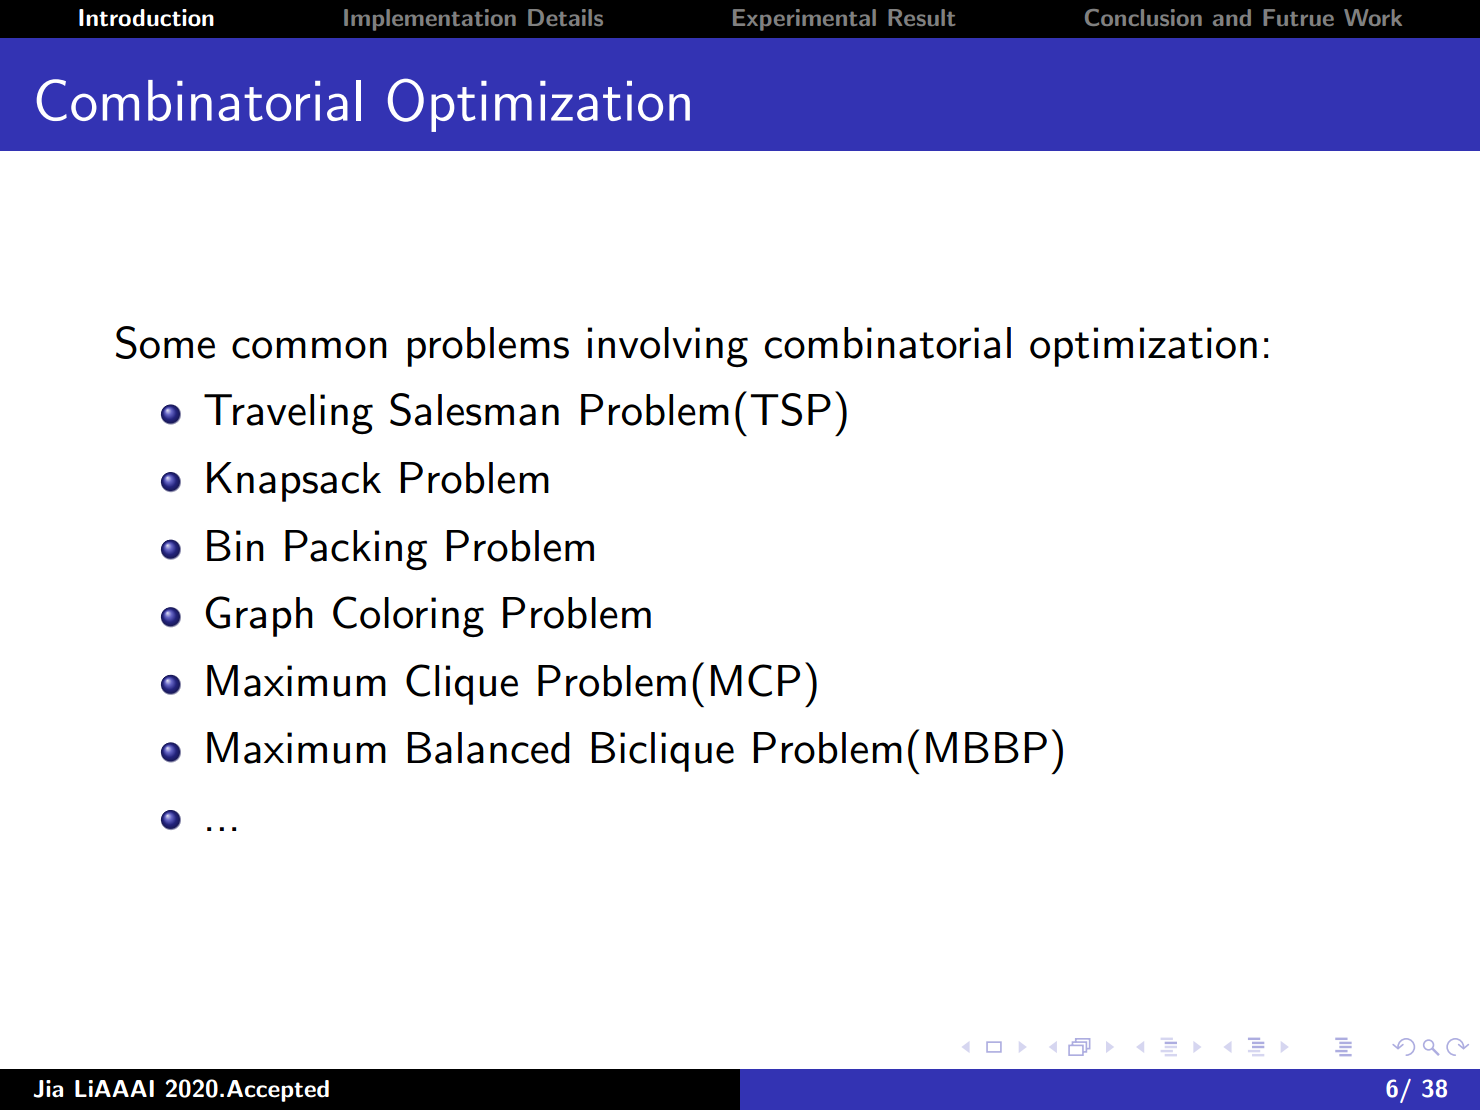 Introduction Implementation Details Experimental Result Conclusion and Futrue Work
Combinatorial Optimization
Some common problems involving combinatorial optimization:
Traveling Salesman Problem(TSP)
Knapsack Problem
Bin Packing Problem
Graph Coloring Problem
Maximum Clique Problem(MCP)
Maximum Balanced Biclique Problem(MBBP)
...
Jia LiAAAI 2020.Accepted 6/ 38